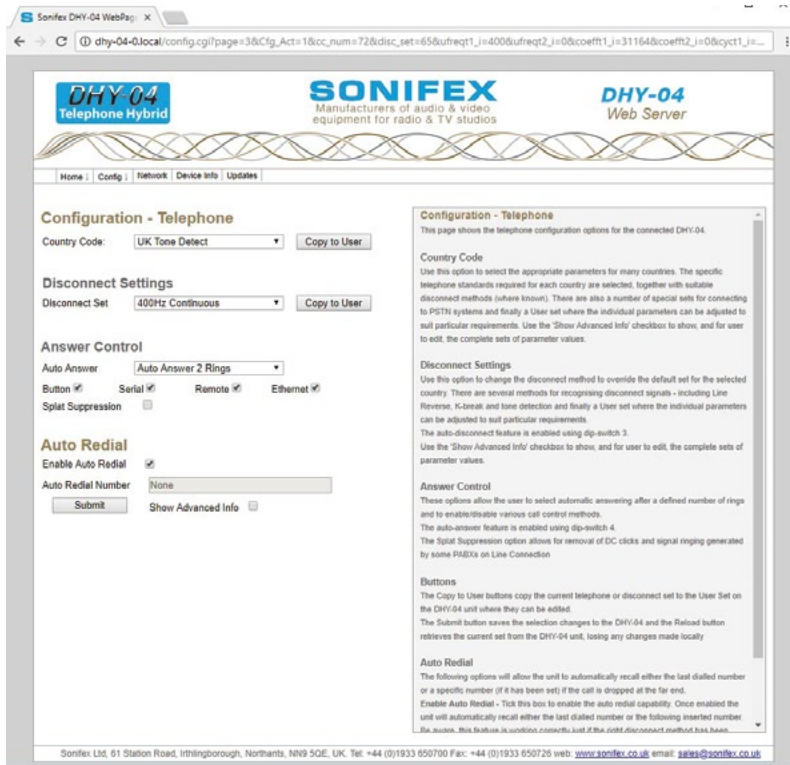 Sonifex DHY-04 WebPag
dhy-04-0.local/config.cgi?page=3&Cfg_Act=1&cc_num=72&disc_set=65&ufreqt1_i=400&ufreqt2_i=0&coefft1_i=31164&coefft2_i=0&cyct1_i=...
DHY-04
Telephone Hybrid
SONIFEX
Manufacturers of audio & video
equipment for radio & TV studios
DHY-04
Web Server
Home Config Network Device Info Updates
Configuration - Telephone
Country Code: UK Tone Detect Copy to User
Disconnect Settings
Disconnect Set 400Hz Continuous Copy to User
Answer Control
Auto Answer Auto Answer 2 Rings
Button Serial Remote Ethernet
Splat Suppression
Auto Redial
Enable Auto Redial
Auto Redial Number None
Submit Show Advanced Info
Configuration - Telephone
This page shows the telephone configuration options for the connected DHY-04.
Country Code
Use this option to select the appropriate parameters for many countries. The specific
telephone standards required for each country are selected, together with suitable
disconnect methods (where known). There are also a number of special sets for connecting
to PSTN systems and finally a User set where the individual parameters can be adjusted to
suit particular requirements. Use the 'Show Advanced Info' checkbox to show, and for user
to edit, the complete sets of parameter values.
Disconnect Settings
Use this option to change the disconnect method to override the default set for the selected
country. There are several methods for recognising disconnect signals - including Line
Reverse, K-break and tone detection and finally a User set where the individual parameters
can be adjusted to suit particular requirements.
The auto-disconnect feature is enabled using dip-switch 3.
Use the 'Show Advanced Info' checkbox to show, and for user to edit, the complete sets of
parameter values.
Answer Control
These options allow the user to select automatic answering after a defined number of rings
and to enable/disable various call control methods.
The auto-answer feature is enabled using dip-switch 4.
The Splat Suppression option allows for removal of DC clicks and signal ringing generated
by some PABXs on Line Connection
Buttons
The Copy to User buttons copy the current telephone or disconnect set to the User Set on
the DHY-04 unit where they can be edited.
The Submit button saves the selection changes to the DHY-04 and the Reload button
retrieves the current set from the DHY-04 unit, losing any changes made locally
Auto Redial
The following options will allow the unit to automatically recall either the last dialled number
or a specific number (if it has been set) if the call is dropped at the far end.
Enable Auto Redial - Tick this box to enable the auto redial capability. Once enabled the
unit will automatically recall either the last dialled number or the following inserted number.
Be aware, this feature is working correctly just if the right disconnect method has been
Sonifex Ltd, 61 Station Road, Irthlingborough, Northants, NN9 5QE, UK. Tel: +44 (0)1933 650700 Fax: +44 (0)1933 650726 web: www.sonifex.co.uk email: sales@sonifex.co.uk